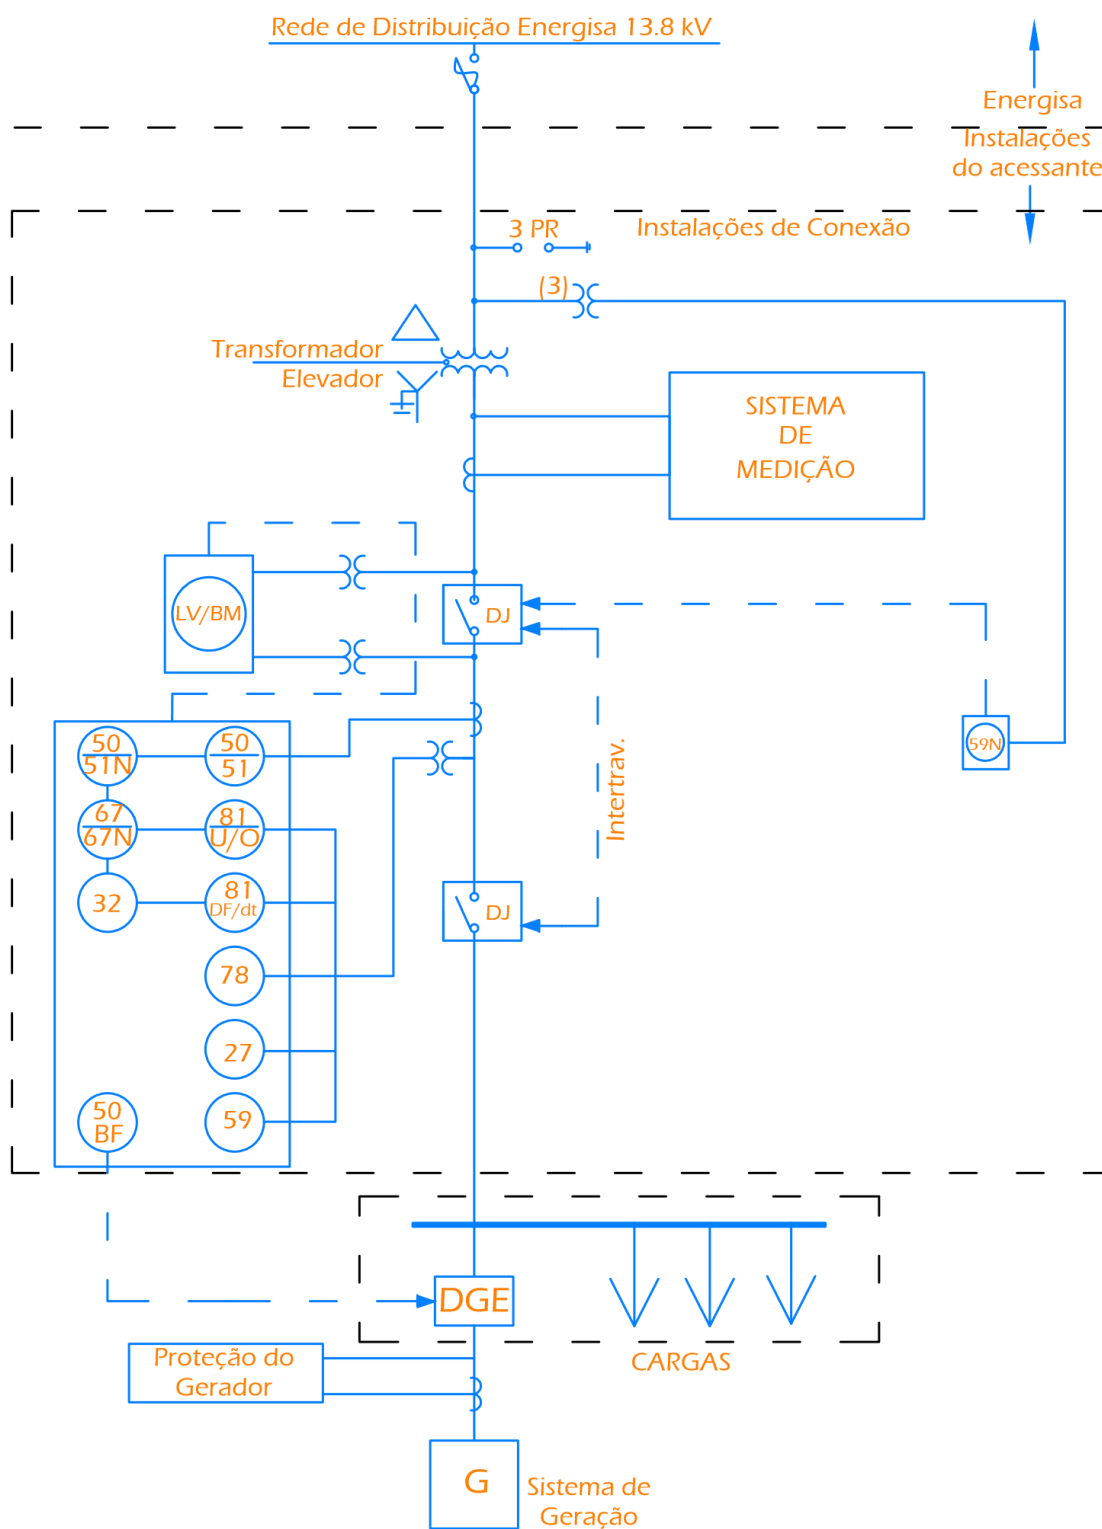 Rede de Distribuição Energisa 13.8 kV
Energisa
Instalações
do acessante
Instalações de Conexão
3 PR
(3)
Transformador
Elevador
SISTEMA
DE
MEDIÇÃO
LV/BM
DJ
59N
Intertrav.
50
51N
50
51
67
67N
81
U/O
32
81
DF/dt
DJ
78
27
50
BF
59
DGE
CARGAS
Proteção do
Gerador
G
Sistema de
Geração